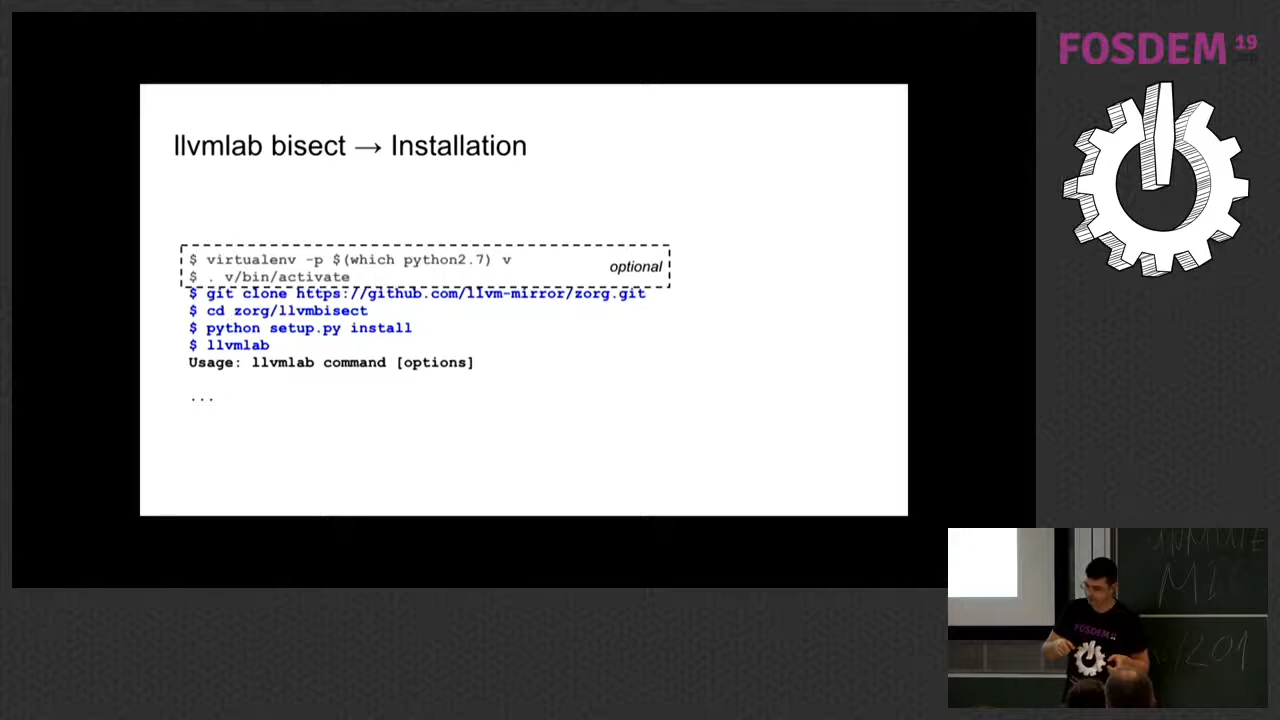 FOSDEM 19
llvmlab bisect → Installation
$ virtualenv -p $(which python2.7) v
$ . v/bin/activate
optional
$ git clone https://github.com/llvm-mirror/zorg.git
$ cd zorg/llvmbisect
$ python setup.py install
$ llvmlab
Usage: llvmlab command [options]
...
FOSDEM